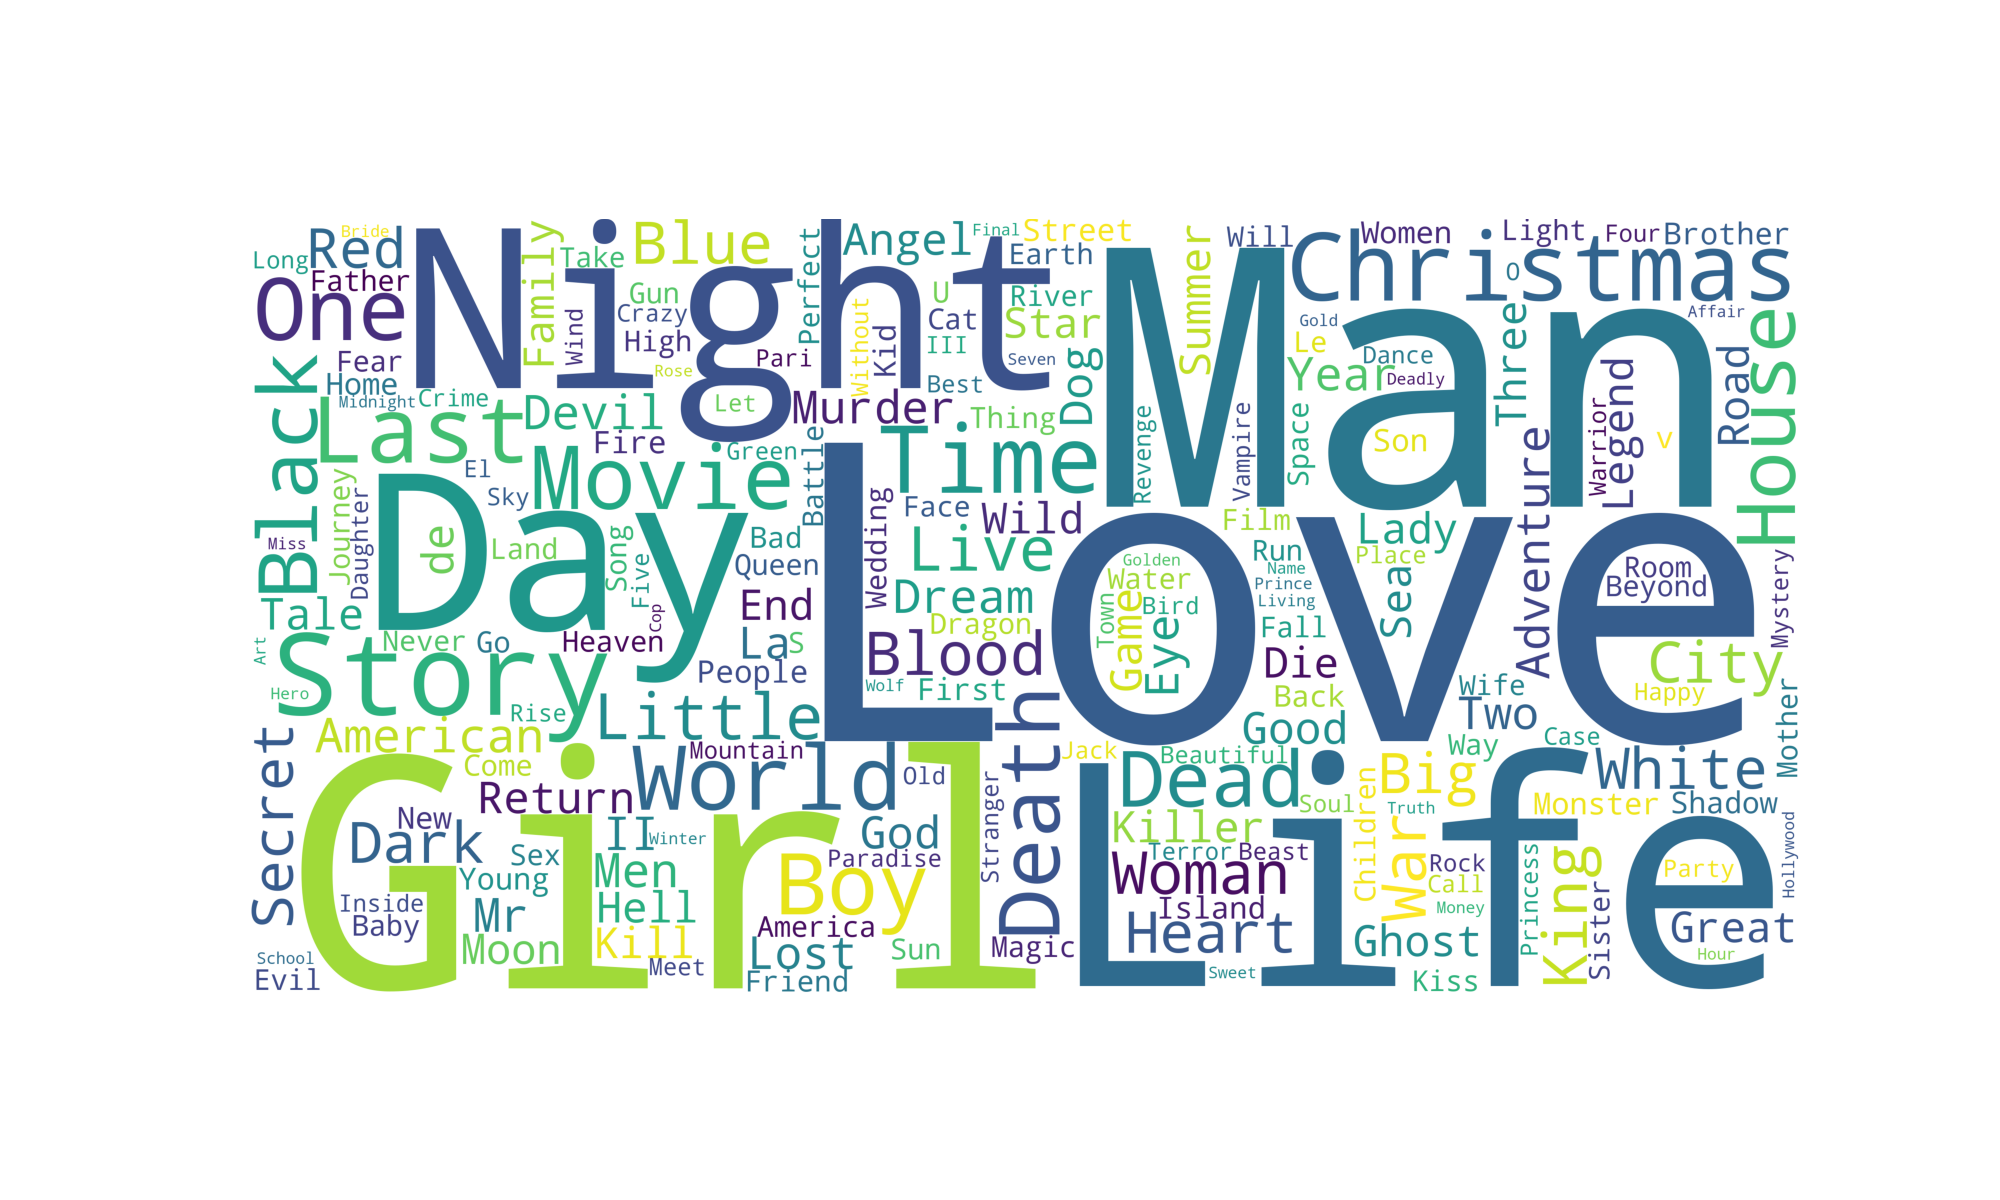 Night
Man
Love
Day
Girl
Life
Christmas
House
Black
One
Red
Long
Bride
Father
Fear
Home
Midnight
Crime
Last
Devil
Fire
Movie
Family
Take
Blue
Gun
Crazy
High
Wind
Rose
Let
Green
Pari
Perfect
Angel
Final
Street
Earth
U
River
Cat
Star
III
Kid
Without
Best
Seven
Murder
Thing
Dog
Time
Battle
Summer
Will
Women
Light
Four
Brother
O
Gold
Le
Dance
Deadly
Year
Three
Affair
Road
Legend
Warrior
v
Son
Space
Vampire
Revenge
Adventure
El
Sky
Journey
Daughter
Miss
de
Land
Song
Five
Bad
Queen
Wedding
Face
Wild
Live
Dream
Dragon
Film
Lady
Run
Place
Name
Prince
Living
Sea
Fall
Golden
Water
Bird
Town
Game
Eye
Room
Beyond
Mystery
City
Happy
Mother
Tale
Never
Go
Heaven
Cop
End
La
S
People
Blood
Wolf
First
Die
Back
Good
Wife
Two
Way
Case
White
Art
Story
Hero
Rise
Little
American
Come
Secret
Mountain
World
Old
Return
Death
Stranger
Jack
Beautiful
Dead
Soul
Truth
Big
Monster
Shadow
Hollywood
New
Dark
II
Winter
God
Sex
Young
Men
Boy
Paradise
Killer
Terror
Beast
Woman
Island
Children
War
Rock
Call
Money
Princess
King
Sister
Party
Great
Hour
Inside
Baby
Mr
Hell
America
Kill
Moon
Lost
Sun
Magic
Heart
Ghost
Kiss
Sweet
School
Evil
Meet
Friend